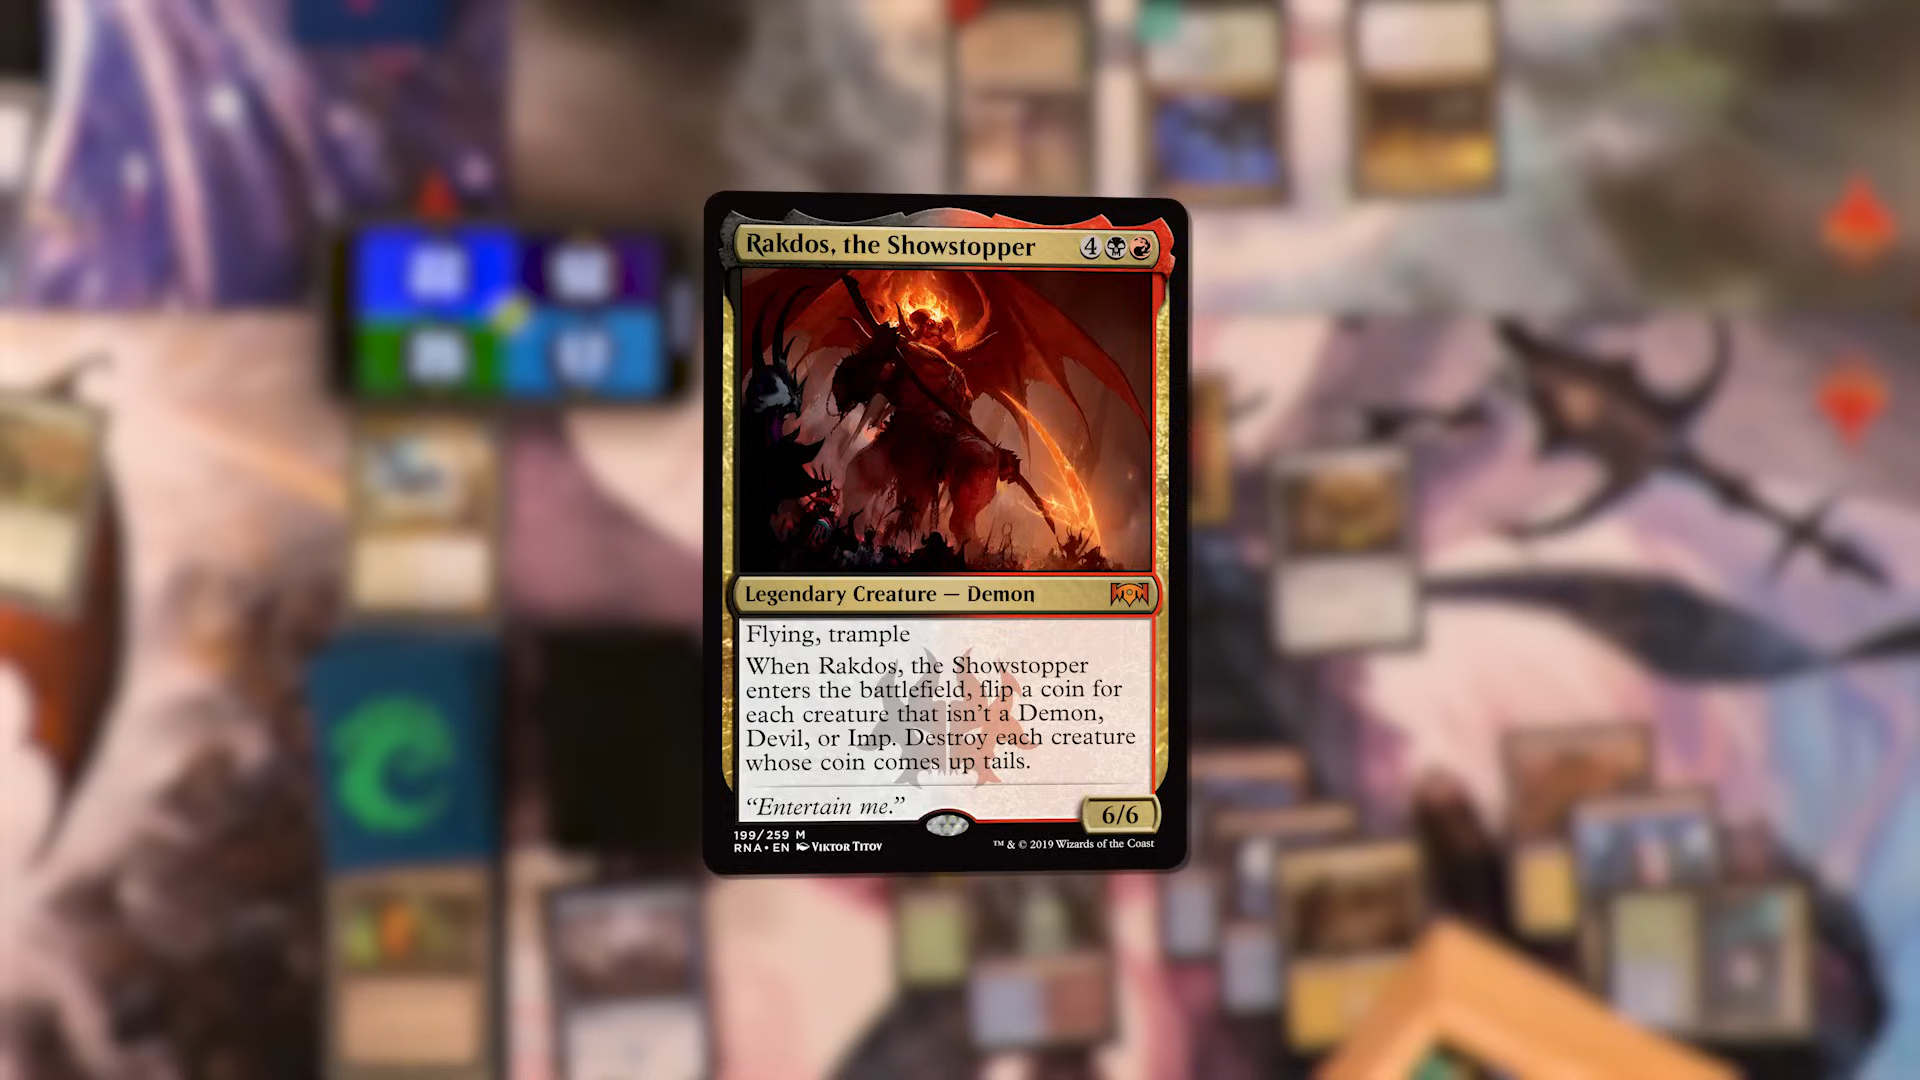 Rakdos, the Showstopper 4
Legendary Creature — Demon
Flying, trample
When Rakdos, the Showstopper
enters the battlefield, flip a coin for
each creature that isn't a Demon,
Devil, or Imp. Destroy each creature
whose coin comes up tails.
“Entertain me.”
6/6
199/259 M
RNA • EN Viktor Titov
™ & © 2019 Wizards of the Coast